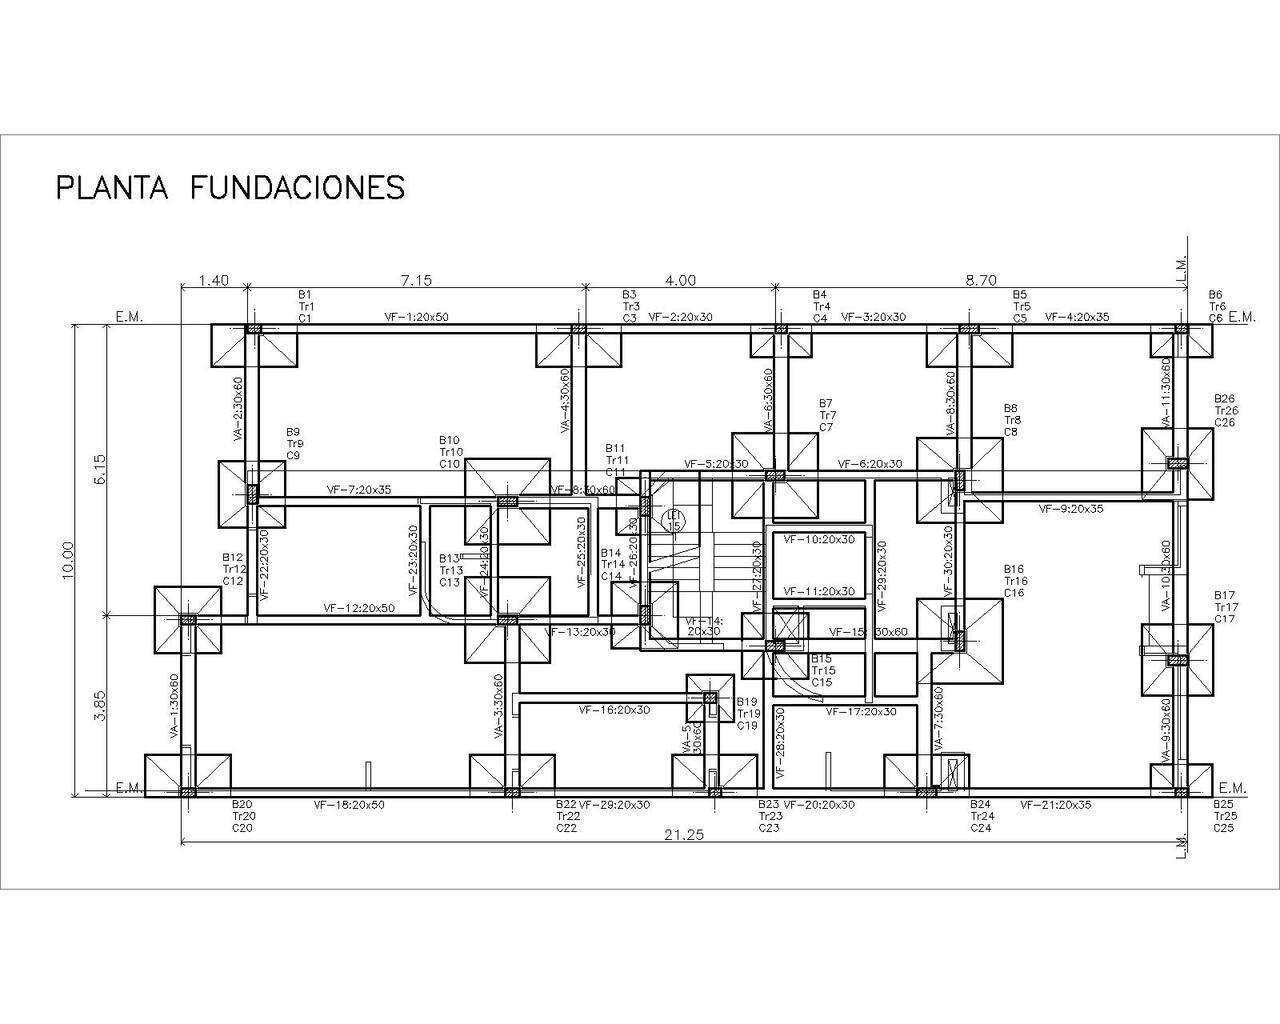 PLANTA FUNDACIONES
L.M.
1.40
7.15
4.00
8.70
B1
Tr1
C1
B3
Tr3
C3
B4
Tr4
C4
B5
Tr5
C5
B6
Tr6
C6
E.M.
E.M.
VF-1:20x50
VF-2:20x30
VF-3:20x30
VF-4:20x35
VA-2:30x60
VA-4:30x60
VA-6:30x60
VA-8:30x60
VA-11:30x60
B7
Tr7
C7
B8
Tr8
C8
B26
Tr26
C26
B9
Tr9
C9
B10
Tr10
C10
B11
Tr11
C11
6.15
VF-5:20x30
VF-6:20x30
VF-7:20x35
VF-8:30x60
VF-9:20x35
LE1
15
10.00
VF-10:20x30
B12
Tr12
C12
VF-22:20x30
VF-23:20x30
B13
Tr13
C13
VF-24:20x30
VF-25:20x30
B14
Tr14
C14
VF-26:20x30
VF-27:20x30
VF-29:20x30
VF-30:20x30
VA-10:30x60
B16
Tr16
C16
B17
Tr17
C17
VF-11:20x30
VF-12:20x50
VF-13:20x30
VF-14:
20x30
VF-15: 30x60
B15
Tr15
C15
3.85
VA-1:30x60
VA-3:30x60
VF-16:20x30
VA-5
30x60
B19
Tr19
C19
VF-17:20x30
VF-28:20x30
VA-7:30x60
VA-9:30x60
E.M.
E.M.
B20
Tr20
C20
VF-18:20x50
B22
Tr22
C22
VF-29:20x30
B23
Tr23
C23
VF-20:20x30
B24
Tr24
C24
VF-21:20x35
B25
Tr25
C25
21.25
L.M.